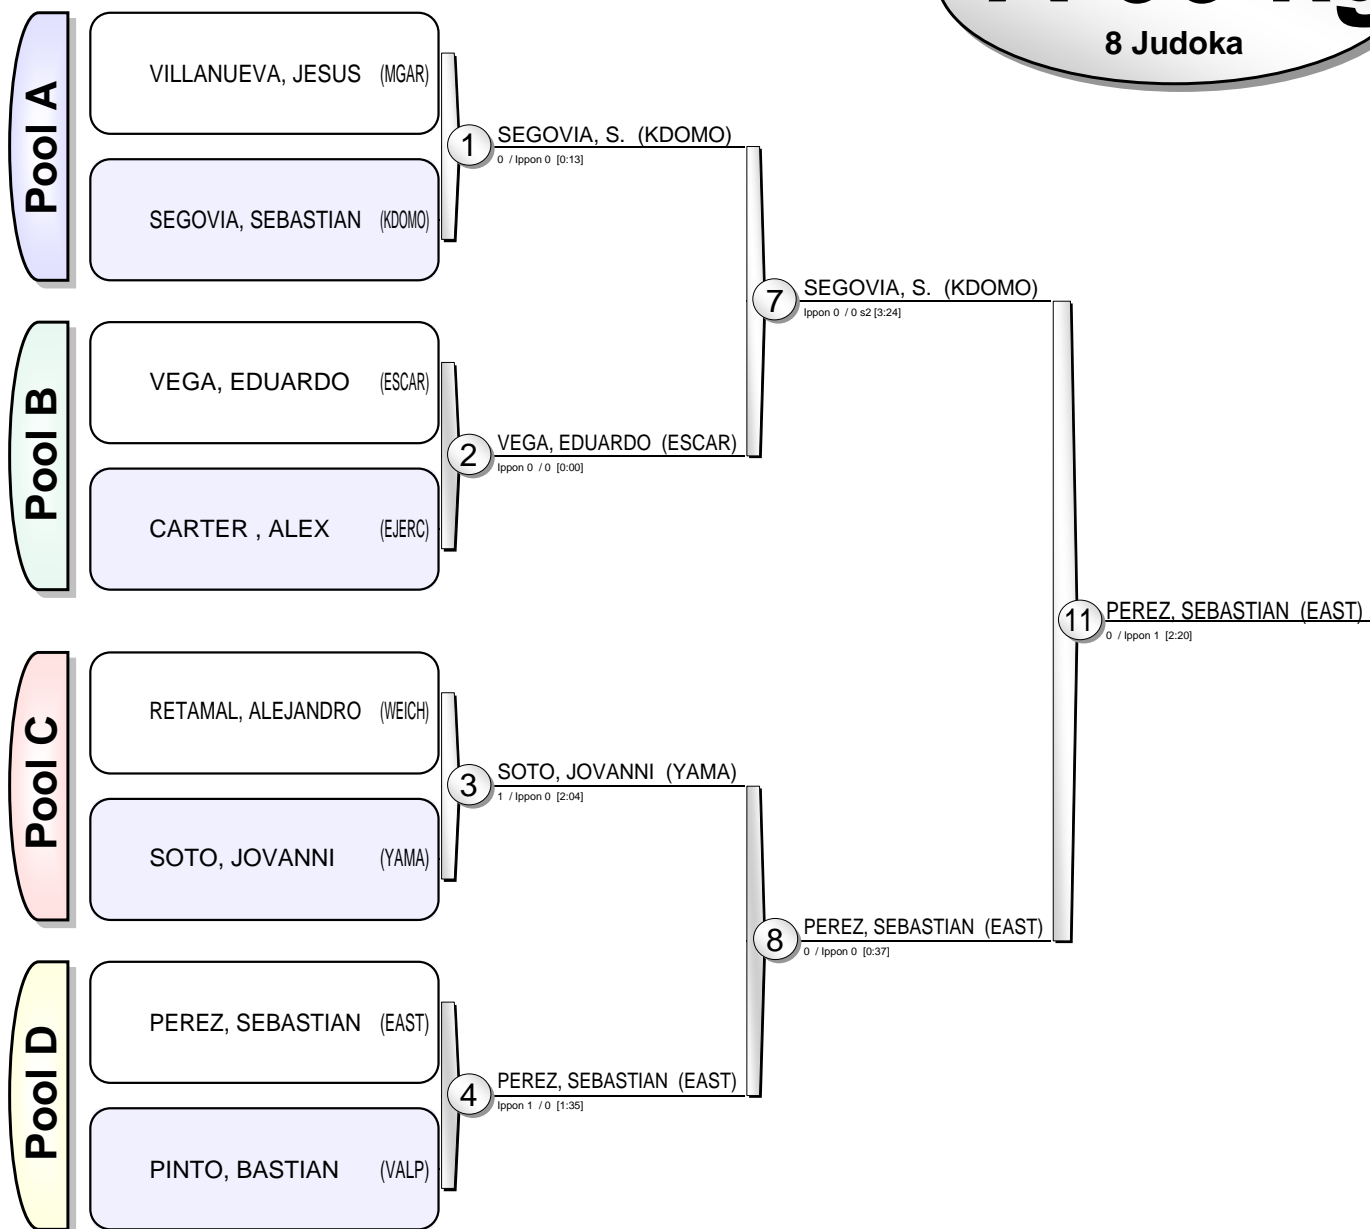 8 Judoka
Pool A
VILLANUEVA, JESUS (MGAR)
SEGOVIA, SEBASTIAN (KDOMO)
1 SEGOVIA, S. (KDOMO)
0 / Ippon 0 [0:13]
7 SEGOVIA, S. (KDOMO)
Ippon 0 / 0 s2 [3:24]
Pool B
VEGA, EDUARDO (ESCAR)
CARTER , ALEX (EJERC)
2 VEGA, EDUARDO (ESCAR)
Ippon 0 / 0 [0:00]
11 PEREZ, SEBASTIAN (EAST)
0 / Ippon 1 [2:20]
Pool C
RETAMAL, ALEJANDRO (WEICH)
SOTO, JOVANNI (YAMA)
3 SOTO, JOVANNI (YAMA)
1 / Ippon 0 [2:04]
8 PEREZ, SEBASTIAN (EAST)
0 / Ippon 0 [0:37]
Pool D
PEREZ, SEBASTIAN (EAST)
PINTO, BASTIAN (VALP)
4 PEREZ, SEBASTIAN (EAST)
Ippon 1 / 0 [1:35]